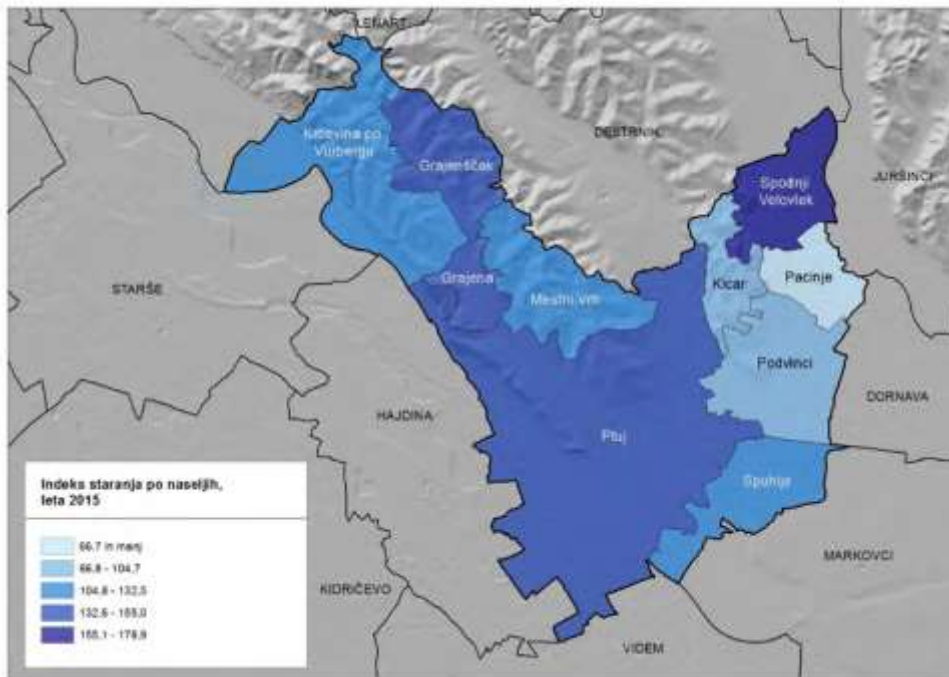 LENART
DESTRNIK
JURŠINCI
Krčevina pri
Vurbergu
Grajenščak
Spodnji
Velovlek
Grajena
Mestni Vrh
Kicar
Pacinje
STARŠE
Podvinci
DORNAVA
HAJDINA
Ptuj
Spuhlja
MARKOVCI
KIDRIČEVO
VIDEM
Indeks staranja po naseljih,
leta 2015
66,7 in manj
66,8 - 104,7
104,8 - 132,5
132,6 - 155,0
155,1 - 178,9